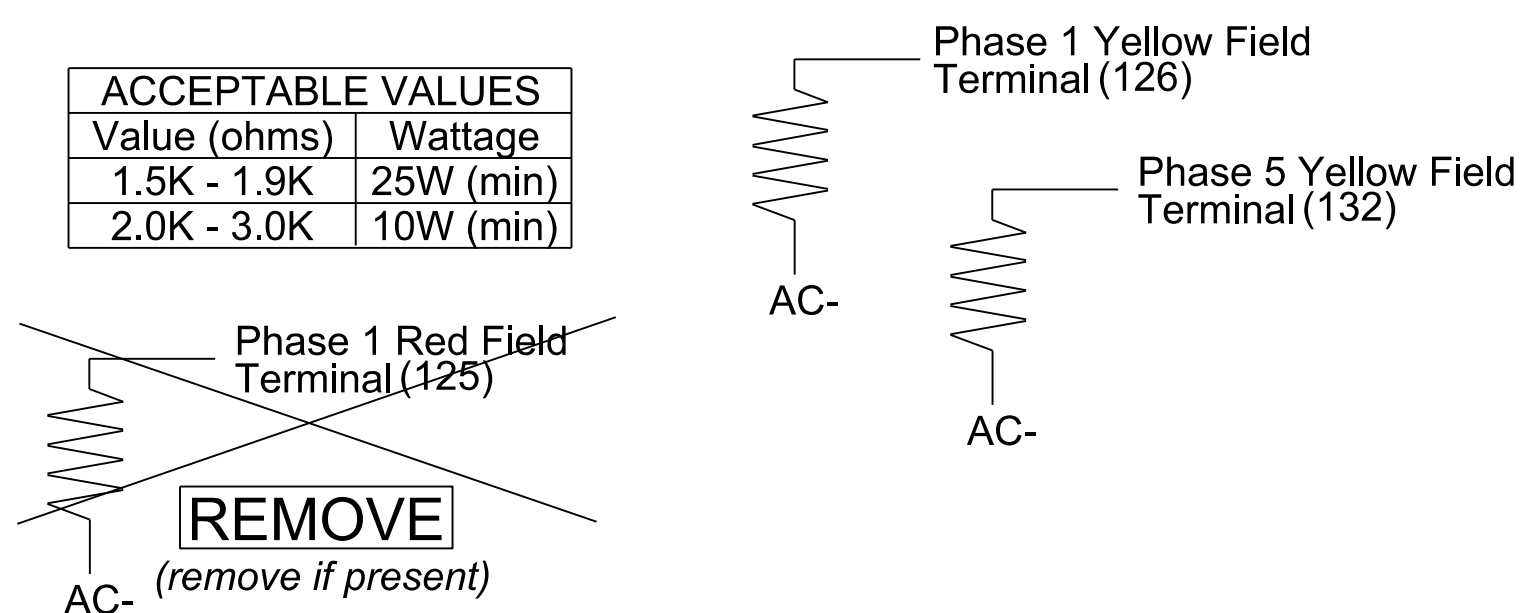 ACCEPTABLE VALUES
Value (ohms) Wattage
1.5K - 1.9K 25W (min)
2.0K - 3.0K 10W (min)
Phase 1 Yellow Field
Terminal (126)
AC-
Phase 5 Yellow Field
Terminal (132)
AC-
Phase 1 Red Field
Terminal (125)
AC-
REMOVE
(remove if present)